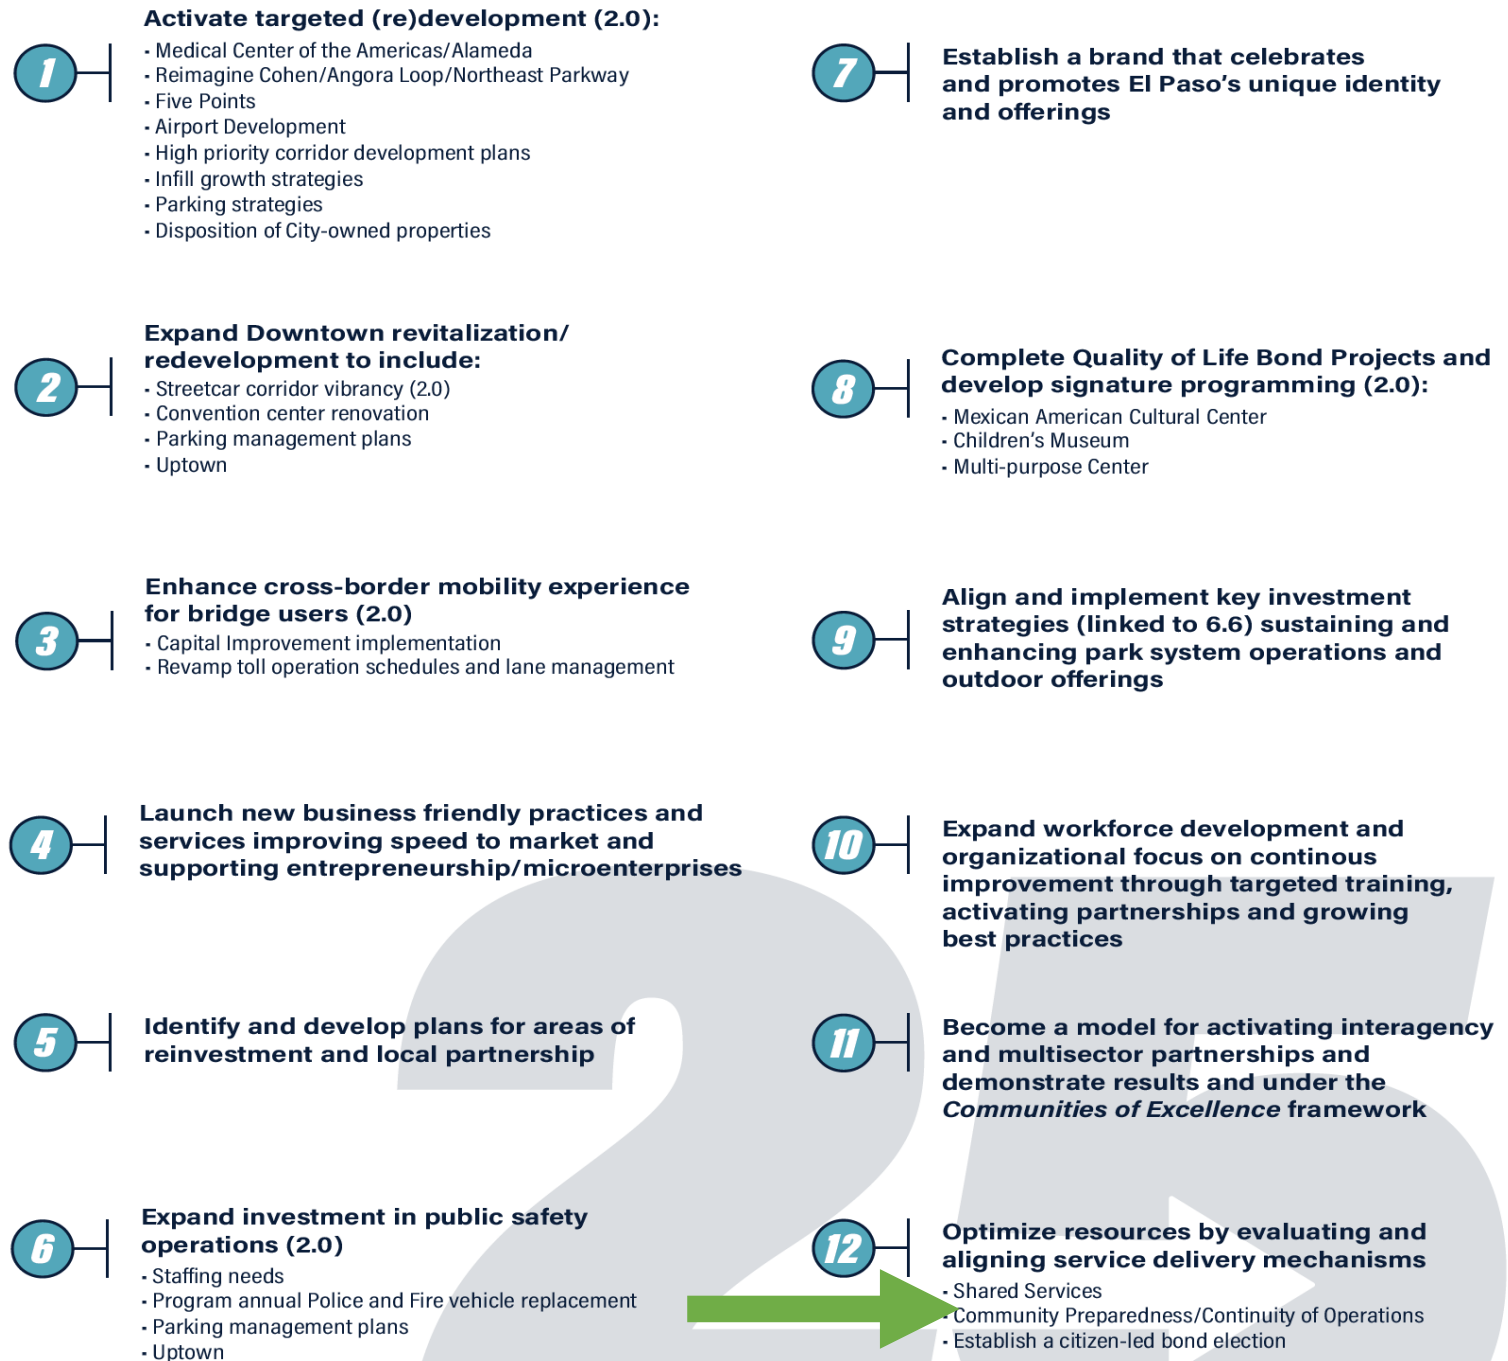 1
Activate targeted (re)development (2.0):
- Medical Center of the Americas/Alameda
- Reimagine Cohen/Angora Loop/Northeast Parkway
- Five Points
- Airport Development
- High priority corridor development plans
- Infill growth strategies
- Parking strategies
- Disposition of City-owned properties
2
Expand Downtown revitalization/
redevelopment to include:
- Streetcar corridor vibrancy (2.0)
- Convention center renovation
- Parking management plans
- Uptown
3
Enhance cross-border mobility experience
for bridge users (2.0)
- Capital Improvement implementation
- Revamp toll operation schedules and lane management
4
Launch new business friendly practices and
services improving speed to market and
supporting entrepreneurship/microenterprises
5
Identify and develop plans for areas of
reinvestment and local partnership
6
Expand investment in public safety
operations (2.0)
- Staffing needs
- Program annual Police and Fire vehicle replacement
- Parking management plans
- Uptown
7
Establish a brand that celebrates
and promotes El Paso's unique identity
and offerings
8
Complete Quality of Life Bond Projects and
develop signature programming (2.0):
- Mexican American Cultural Center
- Children's Museum
- Multi-purpose Center
9
Align and implement key investment
strategies (linked to 6.6) sustaining and
enhancing park system operations and
outdoor offerings
10
Expand workforce development and
organizational focus on continous
improvement through targeted training,
activating partnerships and growing
best practices
11
Become a model for activating interagency
and multisector partnerships and
demonstrate results and under the
Communities of Excellence framework
12
Optimize resources by evaluating and
aligning service delivery mechanisms
- Shared Services
- Community Preparedness/Continuity of Operations
- Establish a citizen-led bond election
25